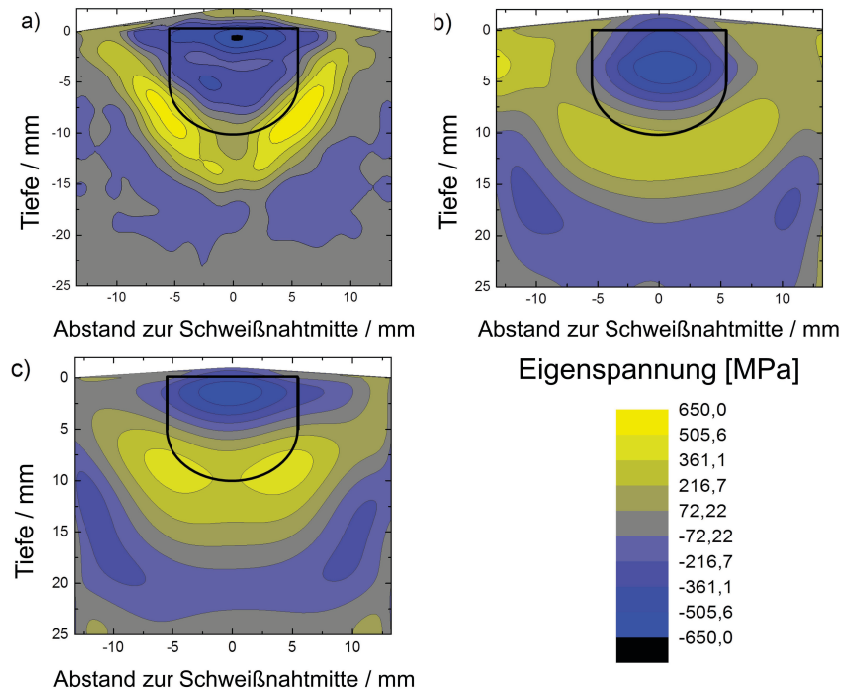 a)
0
-5
-10
-15
-20
-25
Tiefe / mm
-10 -5 0 5 10
Abstand zur Schweißnahtmitte / mm
b)
0
5
10
15
20
25
Tiefe / mm
-10 -5 0 5 10
Abstand zur Schweißnahtmitte / mm
c)
0
5
10
15
20
25
Tiefe / mm
-10 -5 0 5 10
Abstand zur Schweißnahtmitte / mm
Eigenspannung [MPa]
650,0
505,6
361,1
216,7
72,22
-72,22
-216,7
-361,1
-505,6
-650,0